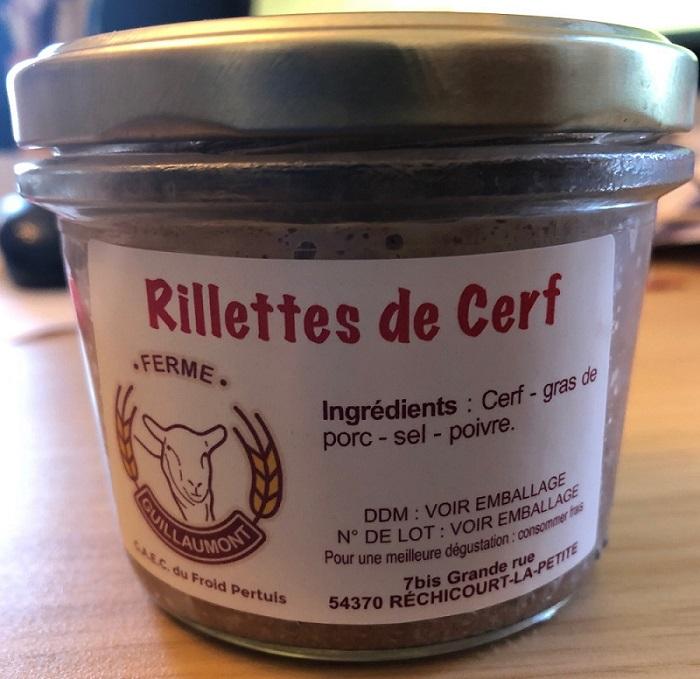 Rillettes de Cerf
• FERME •
GUILLAUMONT
G.A.E.C. du Froid Pertuis
Ingrédients : Cerf - gras de
porc - sel - poivre.
DDM : VOIR EMBALLAGE
N° DE LOT : VOIR EMBALLAGE
Pour une meilleure dégustation : consommer frais
7bis Grande rue
54370 RÉCHICOURT-LA-PETITE